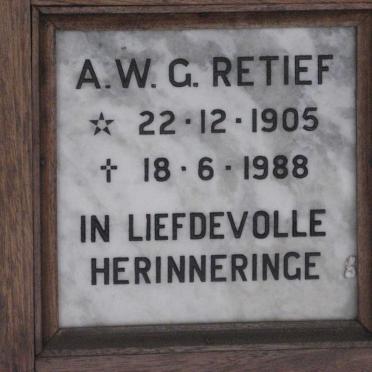 A.W.G. RETIEF
☆ 22·12·1905
✝ 18·6·1988
IN LIEFDEVOLLE
HERINNERINGE